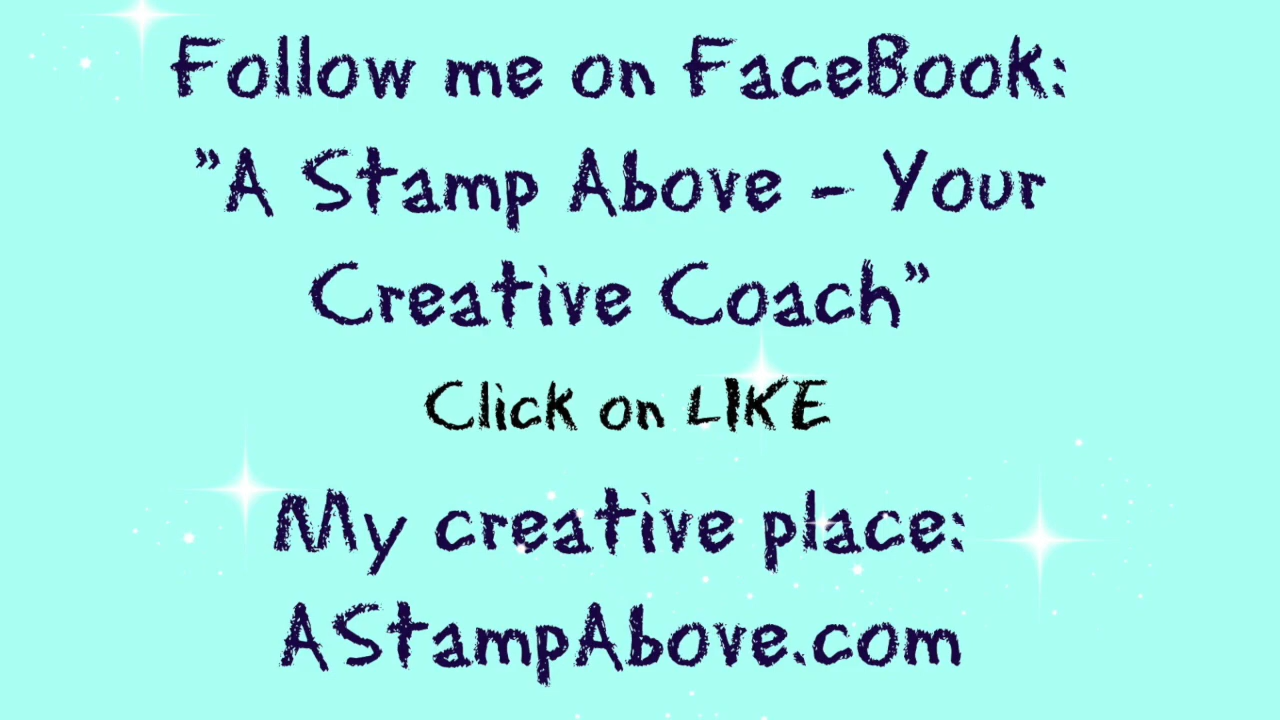 Follow me on FaceBook:
”A Stamp Above - Your
Creative Coach”
Click on LIKE
My creative place:
AStampAbove.com